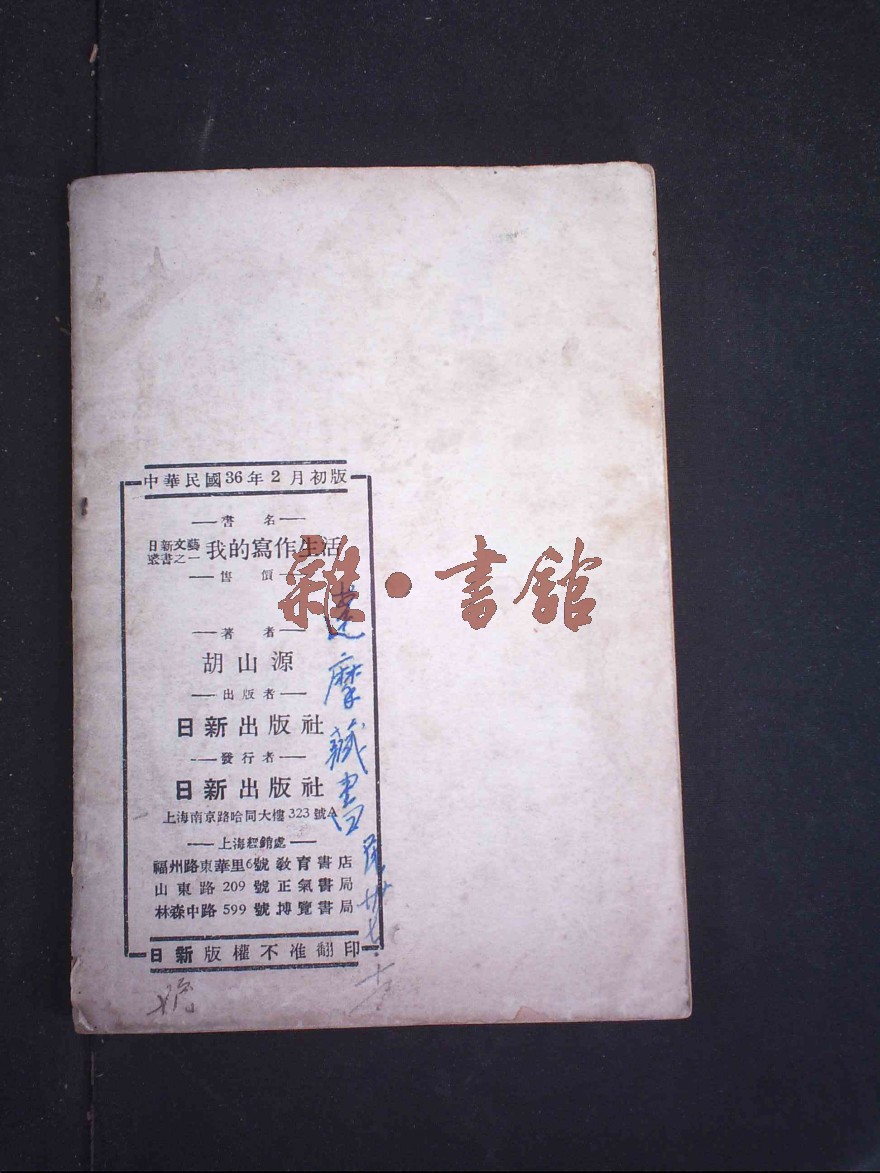 中華民國36年2月初版
書 名
日新文藝
叢書之一 我的寫作生活
售 價
著 者
胡山源
出版者
日新出版社
發行者
日新出版社
上海南京路哈同大樓323號A
上海經銷處
福州路東華里6號教育書店
山東路209號正氣書局
林森中路599號博覽書局
日新版權不准翻印
雜·書館
達摩藏書